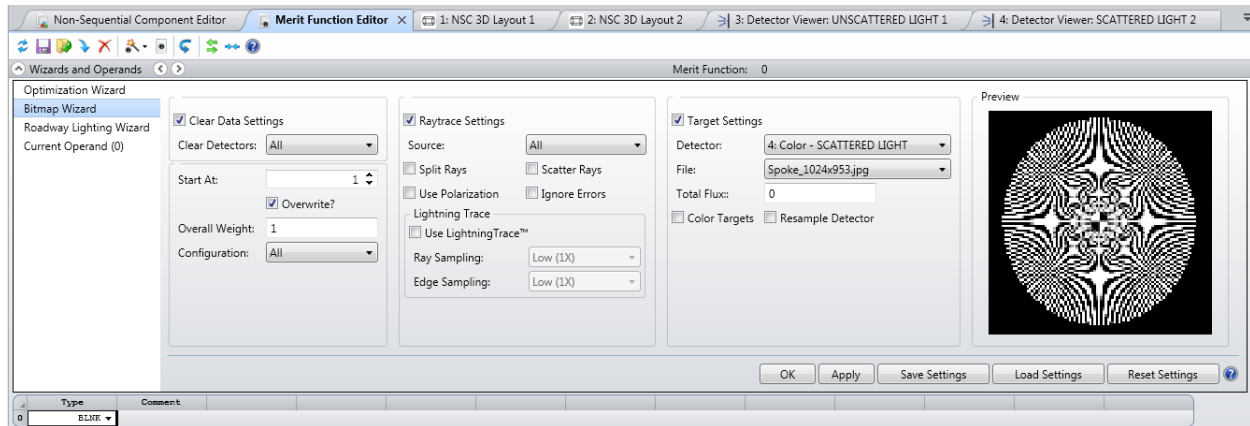 Non-Sequential Component Editor Merit Function Editor × 1: NSC 3D Layout 1 2: NSC 3D Layout 2 3: Detector Viewer: UNSCATTERED LIGHT 1 4: Detector Viewer: SCATTERED LIGHT 2
Wizards and Operands Merit Function: 0
Optimization Wizard
Bitmap Wizard
Roadway Lighting Wizard
Current Operand (0)
Clear Data Settings
Clear Detectors: All
Start At: 1
Overwrite?
Overall Weight: 1
Configuration: All
Raytrace Settings
Source: All
Split Rays Scatter Rays
Use Polarization Ignore Errors
Lightning Trace
Use LightningTrace™
Ray Sampling: Low (1X)
Edge Sampling: Low (1X)
Target Settings
Detector: 4: Color - SCATTERED LIGHT
File: Spoke_1024x953.jpg
Total Flux:: 0
Color Targets Resample Detector
Preview
OK Apply Save Settings Load Settings Reset Settings
Type Comment
0 BLNK